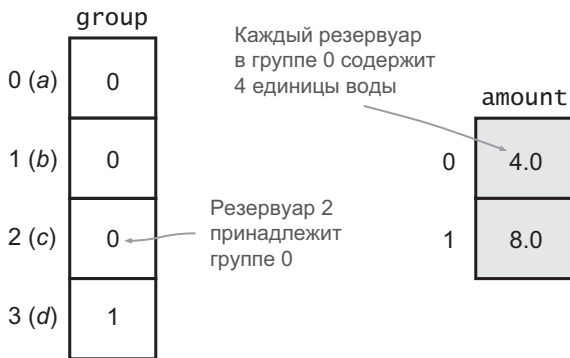 group
0 (a)
0
1 (b)
0
2 (c)
0
3 (d)
1
Каждый резервуар
в группе 0 содержит
4 единицы воды
Резервуар 2
принадлежит
группе 0
amount
0
4.0
1
8.0